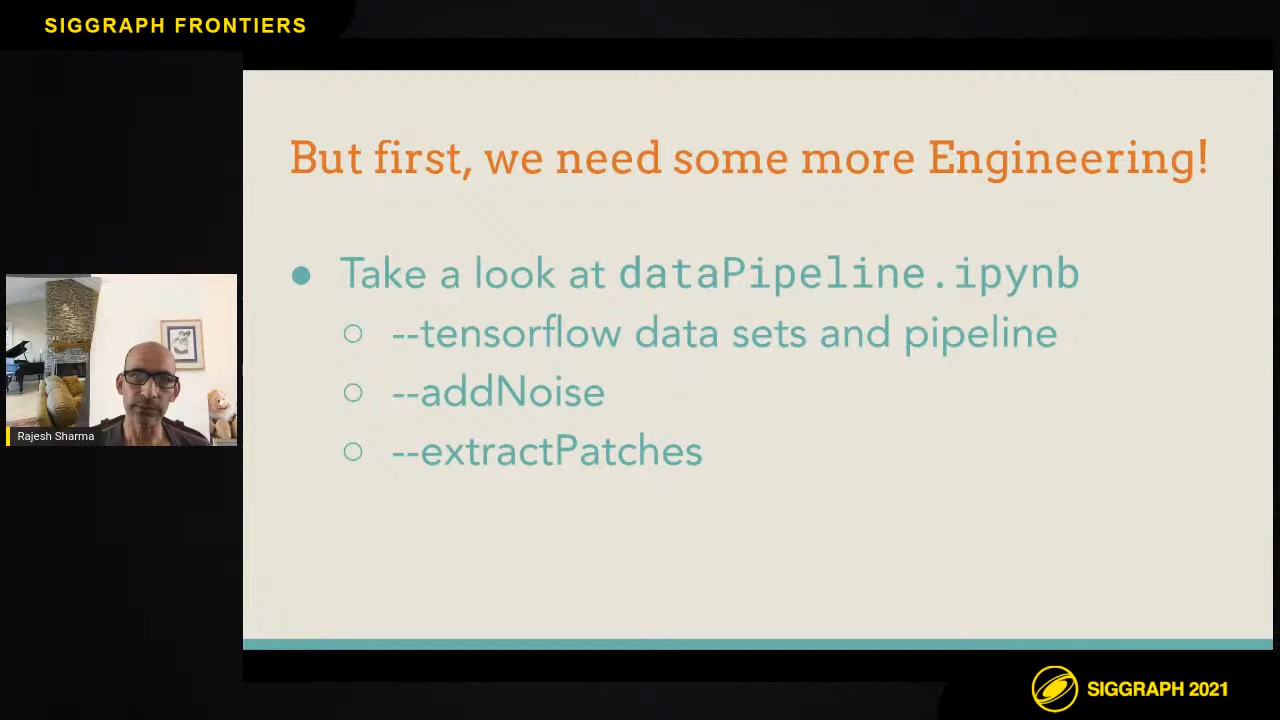 SIGGRAPH FRONTIERS
But first, we need some more Engineering!
● Take a look at dataPipeline.ipynb
○ --tensorflow data sets and pipeline
○ --addNoise
○ --extractPatches
Rajesh Sharma
SIGGRAPH 2021